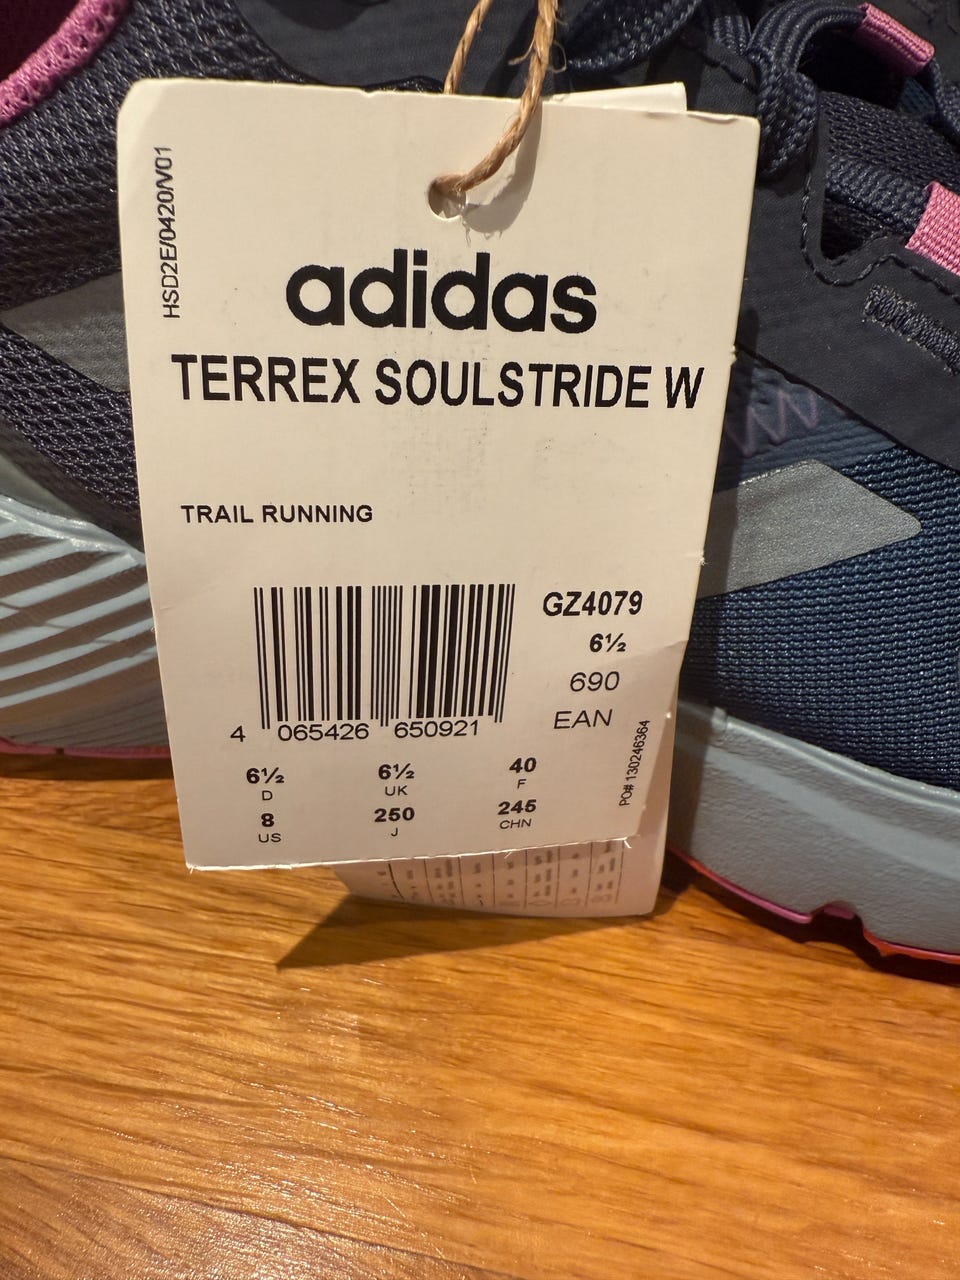 HSD2E/0420/V01
adidas
TERREX SOULSTRIDE W
TRAIL RUNNING
GZ4079
6½
690
EAN
4 065426 650921
6½ 6½ 40
D UK F
8 250 245
US J CHN
PO# 130246364